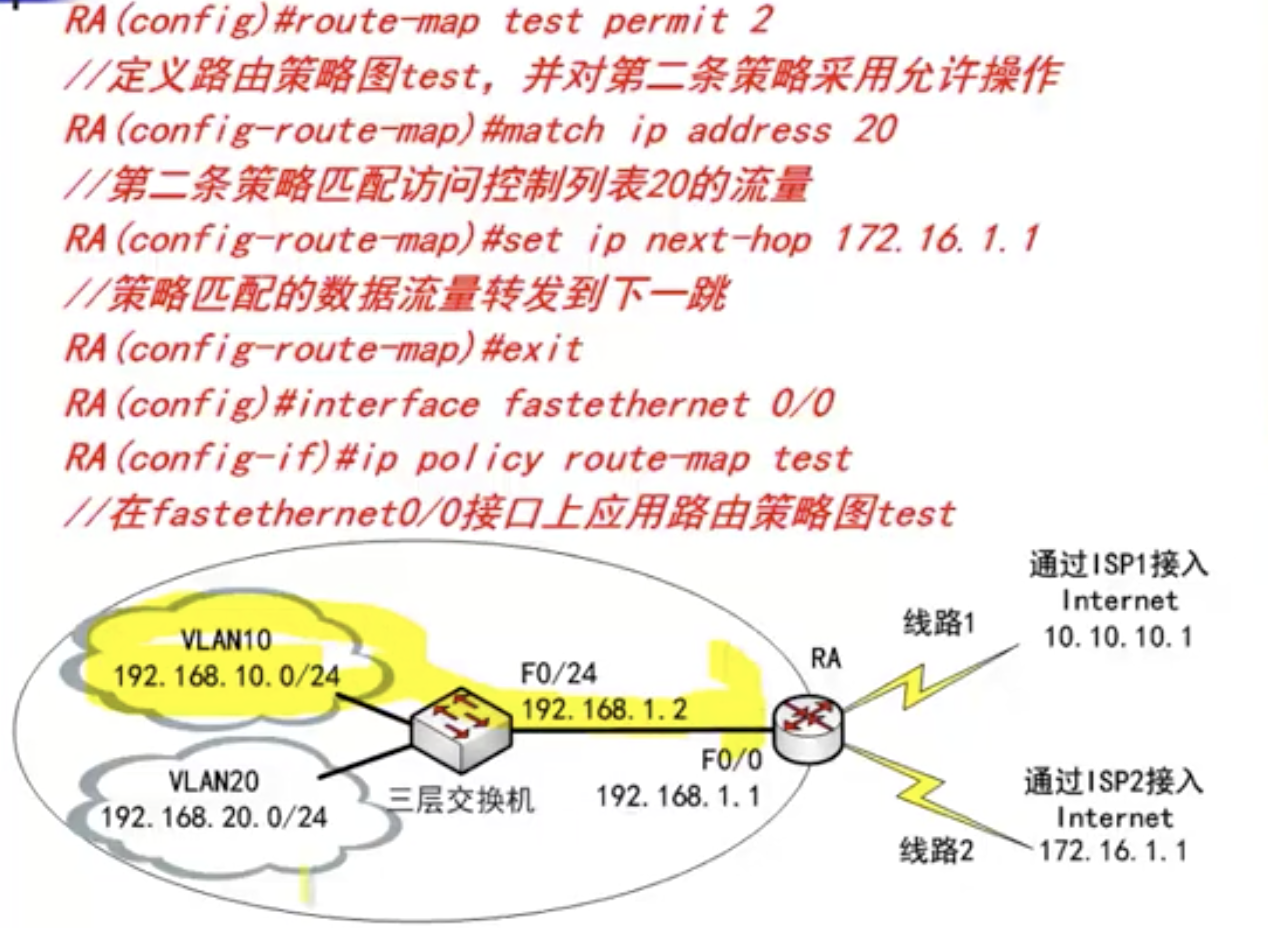 RA(config)#route-map test permit 2
//定义路由策略图test，并对第二条策略采用允许操作
RA(config-route-map)#match ip address 20
//第二条策略匹配访问控制列表20的流量
RA(config-route-map)#set ip next-hop 172.16.1.1
//策略匹配的数据流量转发到下一跳
RA(config-route-map)#exit
RA(config)#interface fastethernet 0/0
RA(config-if)#ip policy route-map test
//在fastethernet0/0接口上应用路由策略图test
通过ISP1接入
Internet
10.10.10.1
线路1
VLAN10
192.168.10.0/24
F0/24
192.168.1.2
RA
VLAN20
192.168.20.0/24
三层交换机
F0/0
192.168.1.1
通过ISP2接入
Internet
172.16.1.1
线路2